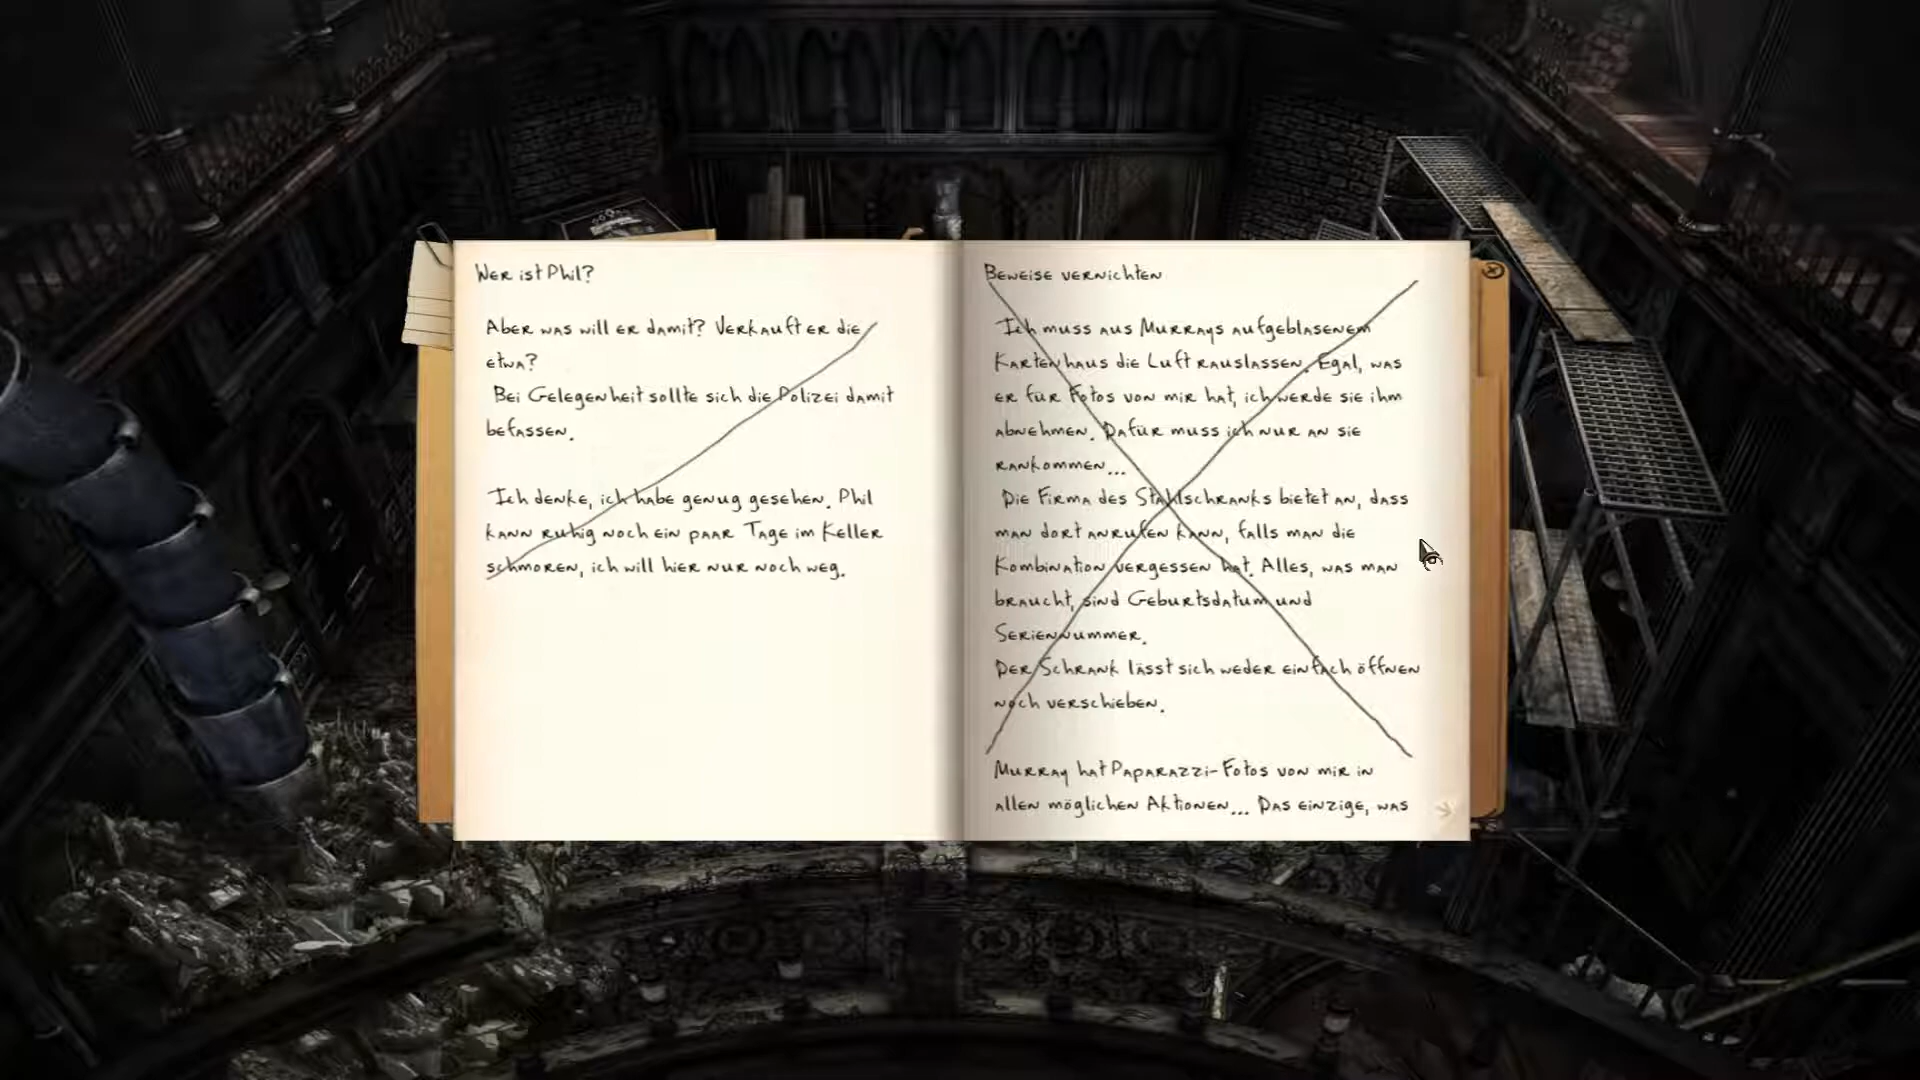 Wer ist Phil?
Aber was will er damit? Verkauft er die
etwa?
Bei Gelegenheit sollte sich die Polizei damit
befassen.
Ich denke, ich habe genug gesehen. Phil
kann ruhig noch ein paar Tage im Keller
schmoren, ich will hier nur noch weg.
Beweise vernichten
Ich muss aus Murrays aufgeblasenem
Kartenhaus die Luft rauslassen. Egal, was
er für Fotos von mir hat, ich werde sie ihm
abnehmen. Dafür muss ich nur an sie
rankommen...
Die Firma des Stahlschranks bietet an, dass
man dort anrufen kann, falls man die
Kombination vergessen hat. Alles, was man
braucht, sind Geburtsdatum und
Seriennummer.
Der Schrank lässt sich weder einfach öffnen
noch verschieben.
Murray hat Paparazzi-Fotos von mir in
allen möglichen Aktionen... Das einzige, was